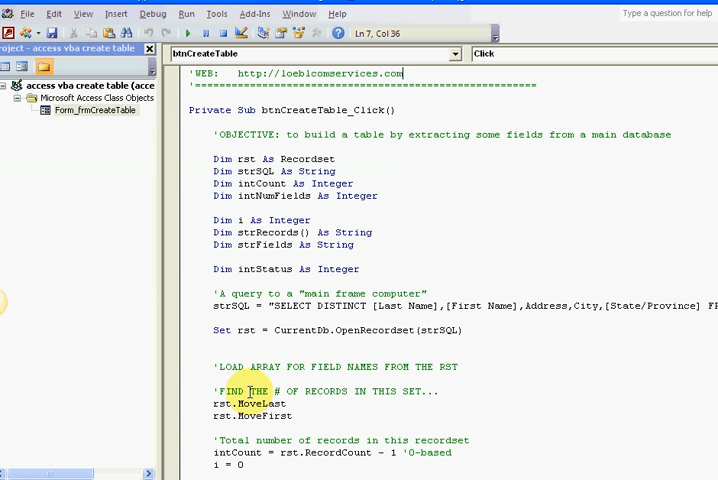 File Edit View Insert Debug Run Tools Add-Ins Window Help Type a question for help
Ln 7, Col 36
roject - access vba create table
btnCreateTable Click
access vba create table (acce
Microsoft Access Class Objects
Form_frmCreateTable
'WEB: http://loeblcomservices.com
'========================================================
Private Sub btnCreateTable_Click()
'OBJECTIVE: to build a table by extracting some fields from a main database
Dim rst As Recordset
Dim strSQL As String
Dim intCount As Integer
Dim intNumFields As Integer
Dim i As Integer
Dim strRecords() As String
Dim strFields As String
Dim intStatus As Integer
'A query to a "main frame computer"
strSQL = "SELECT DISTINCT [Last Name],[First Name],Address,City,[State/Province] FR
Set rst = CurrentDb.OpenRecordset(strSQL)
'LOAD ARRAY FOR FIELD NAMES FROM THE RST
'FIND THE # OF RECORDS IN THIS SET...
rst.MoveLast
rst.MoveFirst
'Total number of records in this recordset
intCount = rst.RecordCount - 1 '0-based
i = 0